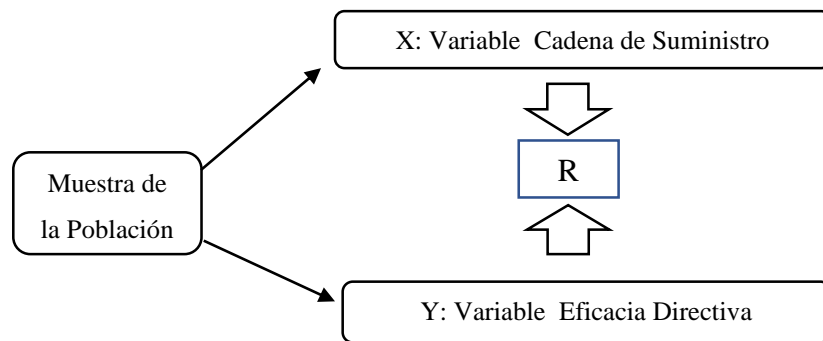 X: Variable Cadena de Suministro
R
Muestra de
la Población
Y: Variable Eficacia Directiva